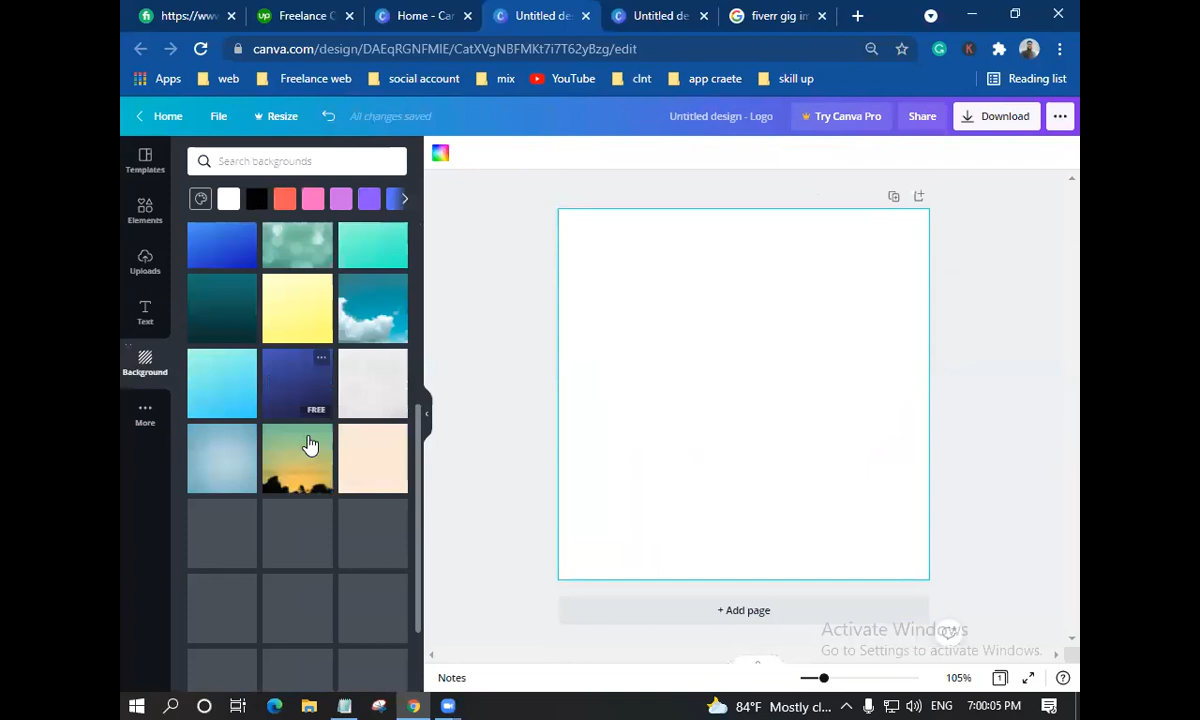 https://www
Freelance C
Home - Car
Untitled de
Untitled de
fiverr gig im
canva.com/design/DAEqRGNFMlE/CatXVgNBFMKt7i7T62yBzg/edit
Apps
web
Freelance web
social account
mix
YouTube
clnt
app craete
skill up
Reading list
Home
File
Resize
All changes saved
Untitled design - Logo
Try Canva Pro
Share
Download
Templates
Elements
Uploads
Text
Background
More
Search backgrounds
FREE
+ Add page
Activate Windows
Go to Settings to activate Windows.
Notes
105%
1
84°F Mostly cl...
ENG
7:00:05 PM